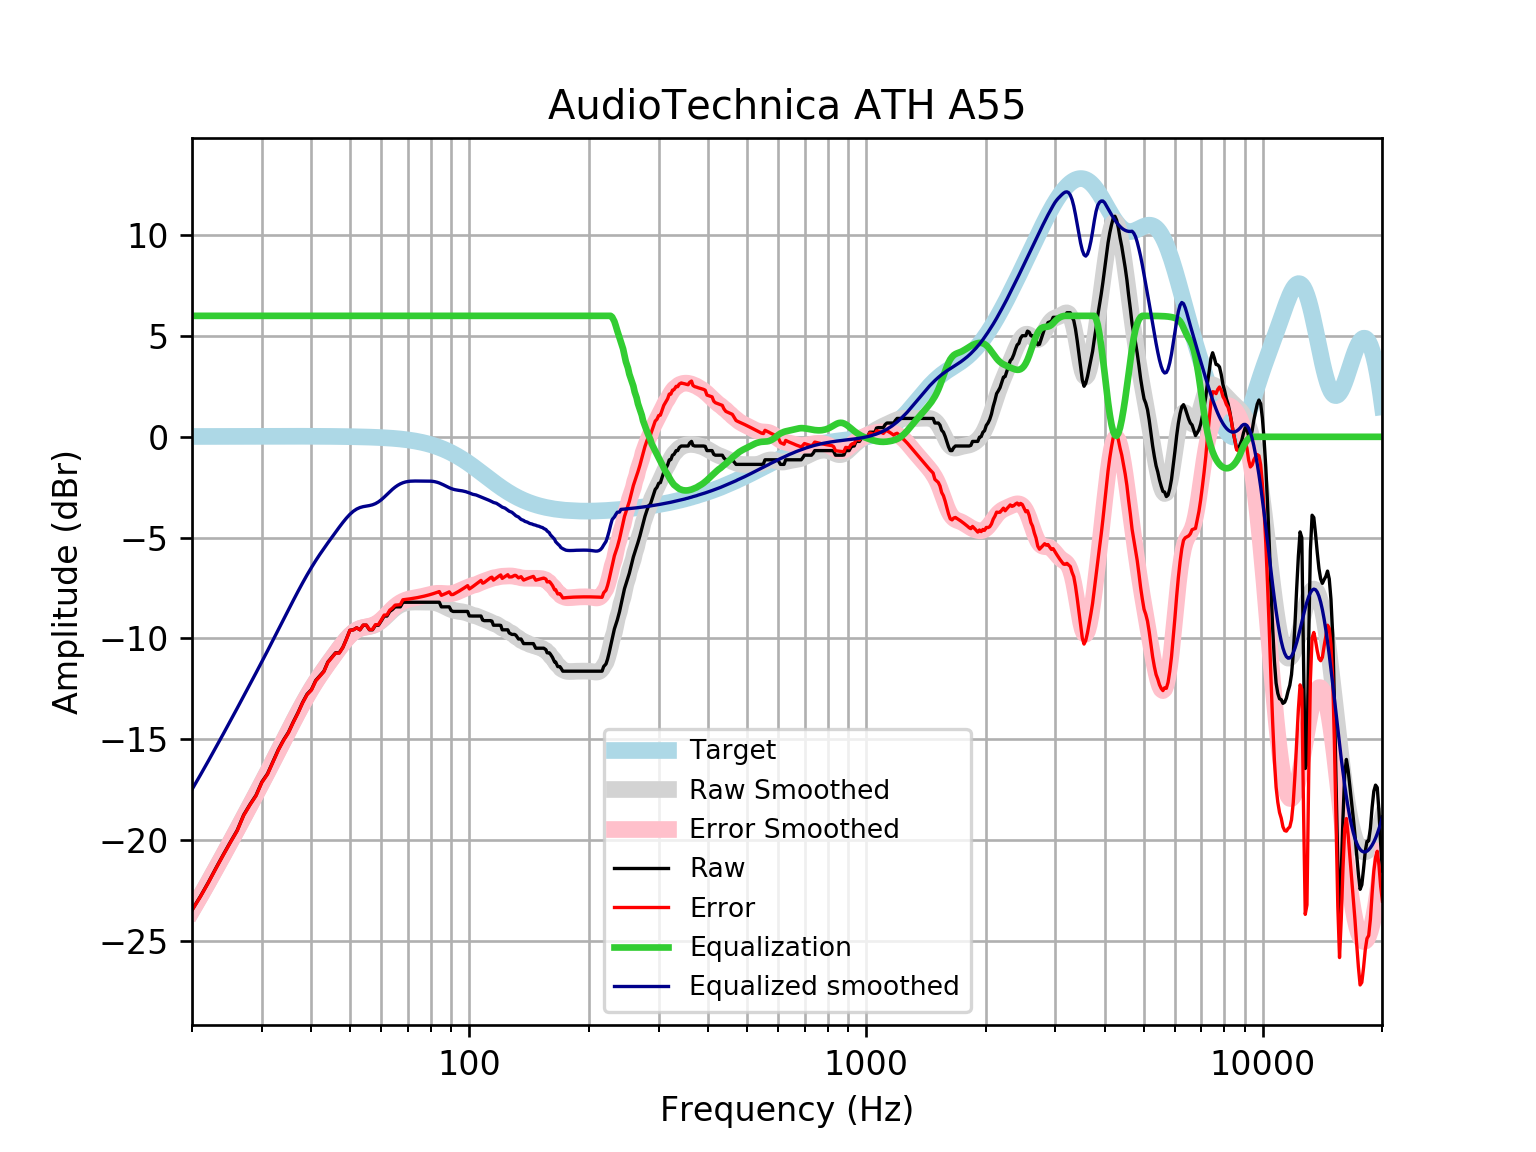 AudioTechnica ATH A55
10
5
0
−5
−10
−15
−20
−25
Amplitude (dBr)
Target
Raw Smoothed
Error Smoothed
Raw
Error
Equalization
Equalized smoothed
100 1000 10000
Frequency (Hz)